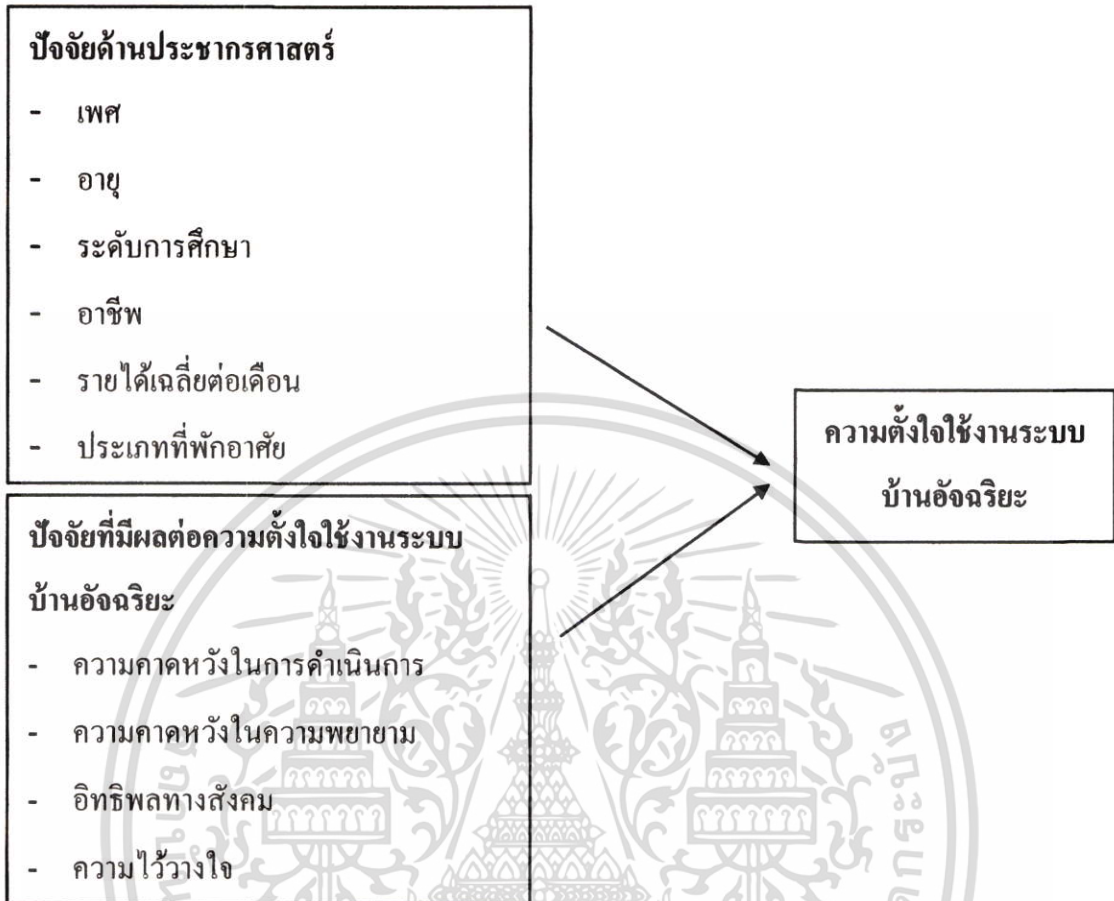 ปัจจัยด้านประชากรศาสตร์
- เพศ
- อายุ
- ระดับการศึกษา
- อาชีพ
- รายได้เฉลี่ยต่อเดือน
- ประเภทที่พักอาศัย
ปัจจัยที่มีผลต่อความตั้งใจใช้งานระบบ
บ้านอัจฉริยะ
- ความคาดหวังในการดำเนินการ
- ความคาดหวังในความพยายาม
- อิทธิพลทางสังคม
- ความไว้วางใจ
ความตั้งใจใช้งานระบบ
บ้านอัจฉริยะ